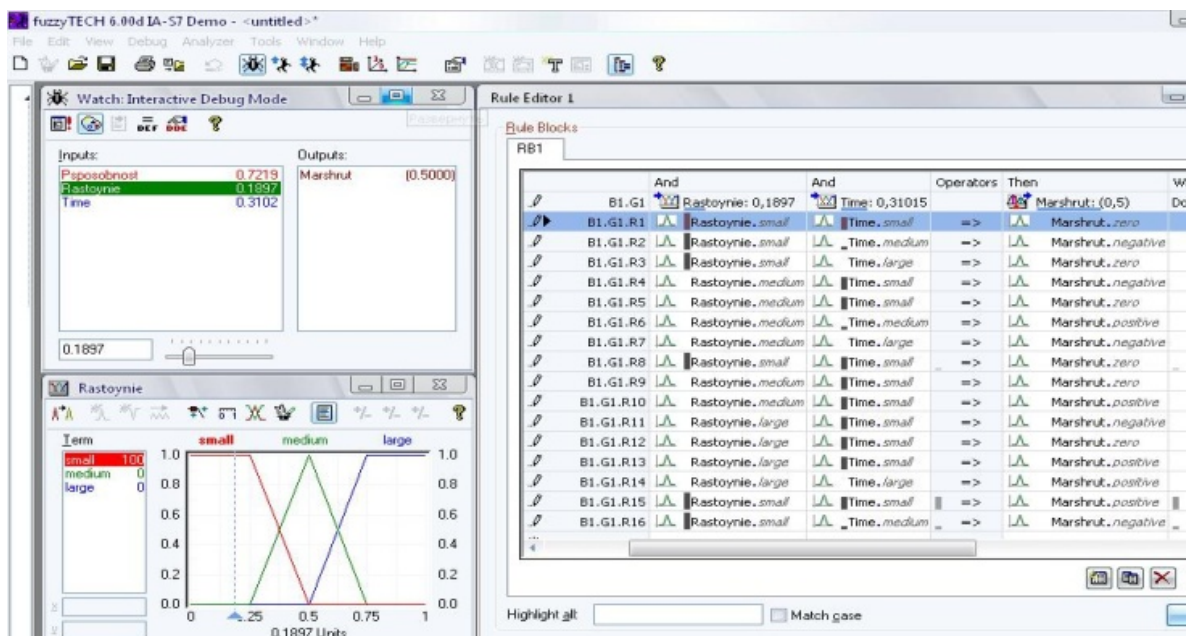 fuzzyTECH 6.00d IA-S7 Demo - <untitled>*
File Edit View Debug Analyzer Tools Window Help
Watch: Interactive Debug Mode
DEF DDE
Inputs: Outputs:
Psposobnost 0.7219 Marshrut (0.5000)
Rastoynie 0.1897
Time 0.3102
0.1897
Rastoynie
Term small medium large
small 100
medium 0
large 0
1.0 1.0
0.8 0.8
0.6 0.6
0.4 0.4
0.2 0.2
0.0 0.0
0 .25 0.5 0.75 1
0.1897 Units
Rule Editor 1
Rule Blocks
RB1
And And Operators Then
B1.G1 Rastoynie: 0,1897 Time: 0,31015 Marshrut: (0,5)
B1.G1.R1 Rastoynie.small Time.small => Marshrut.zero
B1.G1.R2 Rastoynie.small Time.medium => Marshrut.negative
B1.G1.R3 Rastoynie.small Time.large => Marshrut.zero
B1.G1.R4 Rastoynie.medium Time.small => Marshrut.negative
B1.G1.R5 Rastoynie.medium Time.small => Marshrut.zero
B1.G1.R6 Rastoynie.medium Time.medium => Marshrut.positive
B1.G1.R7 Rastoynie.medium Time.large => Marshrut.negative
B1.G1.R8 Rastoynie.small Time.small => Marshrut.zero
B1.G1.R9 Rastoynie.medium Time.small => Marshrut.zero
B1.G1.R10 Rastoynie.medium Time.small => Marshrut.positive
B1.G1.R11 Rastoynie.large Time.small => Marshrut.negative
B1.G1.R12 Rastoynie.large Time.small => Marshrut.zero
B1.G1.R13 Rastoynie.large Time.small => Marshrut.positive
B1.G1.R14 Rastoynie.large Time.large => Marshrut.positive
B1.G1.R15 Rastoynie.small Time.small => Marshrut.positive
B1.G1.R16 Rastoynie.small Time.medium => Marshrut.negative
Highlight all: Match case